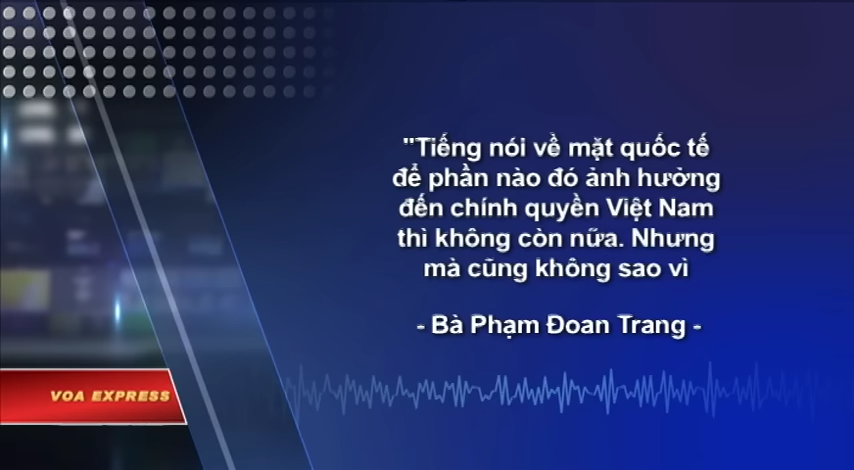 "Tiếng nói về mặt quốc tế
để phần nào đó ảnh hưởng
đến chính quyền Việt Nam
thì không còn nữa. Nhưng
mà cũng không sao vì
- Bà Phạm Đoan Trang -
VOA EXPRESS